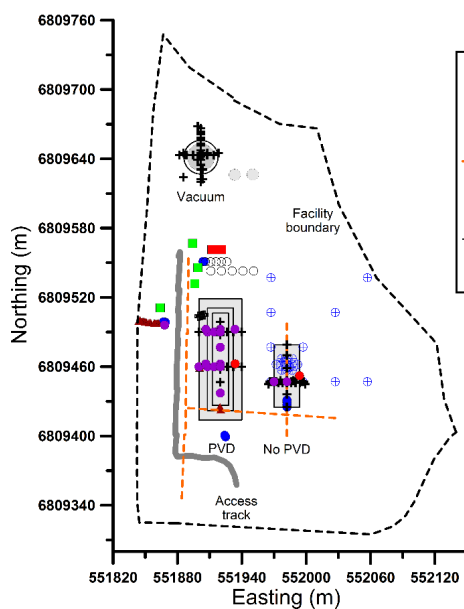 6809760
6809700
6809640
6809580
6809520
6809460
6809400
6809340
Northing (m)
Vacuum
Facility
boundary
PVD
No PVD
Access
track
551820
551880
551940
552000
552060
552120
Easting (m)